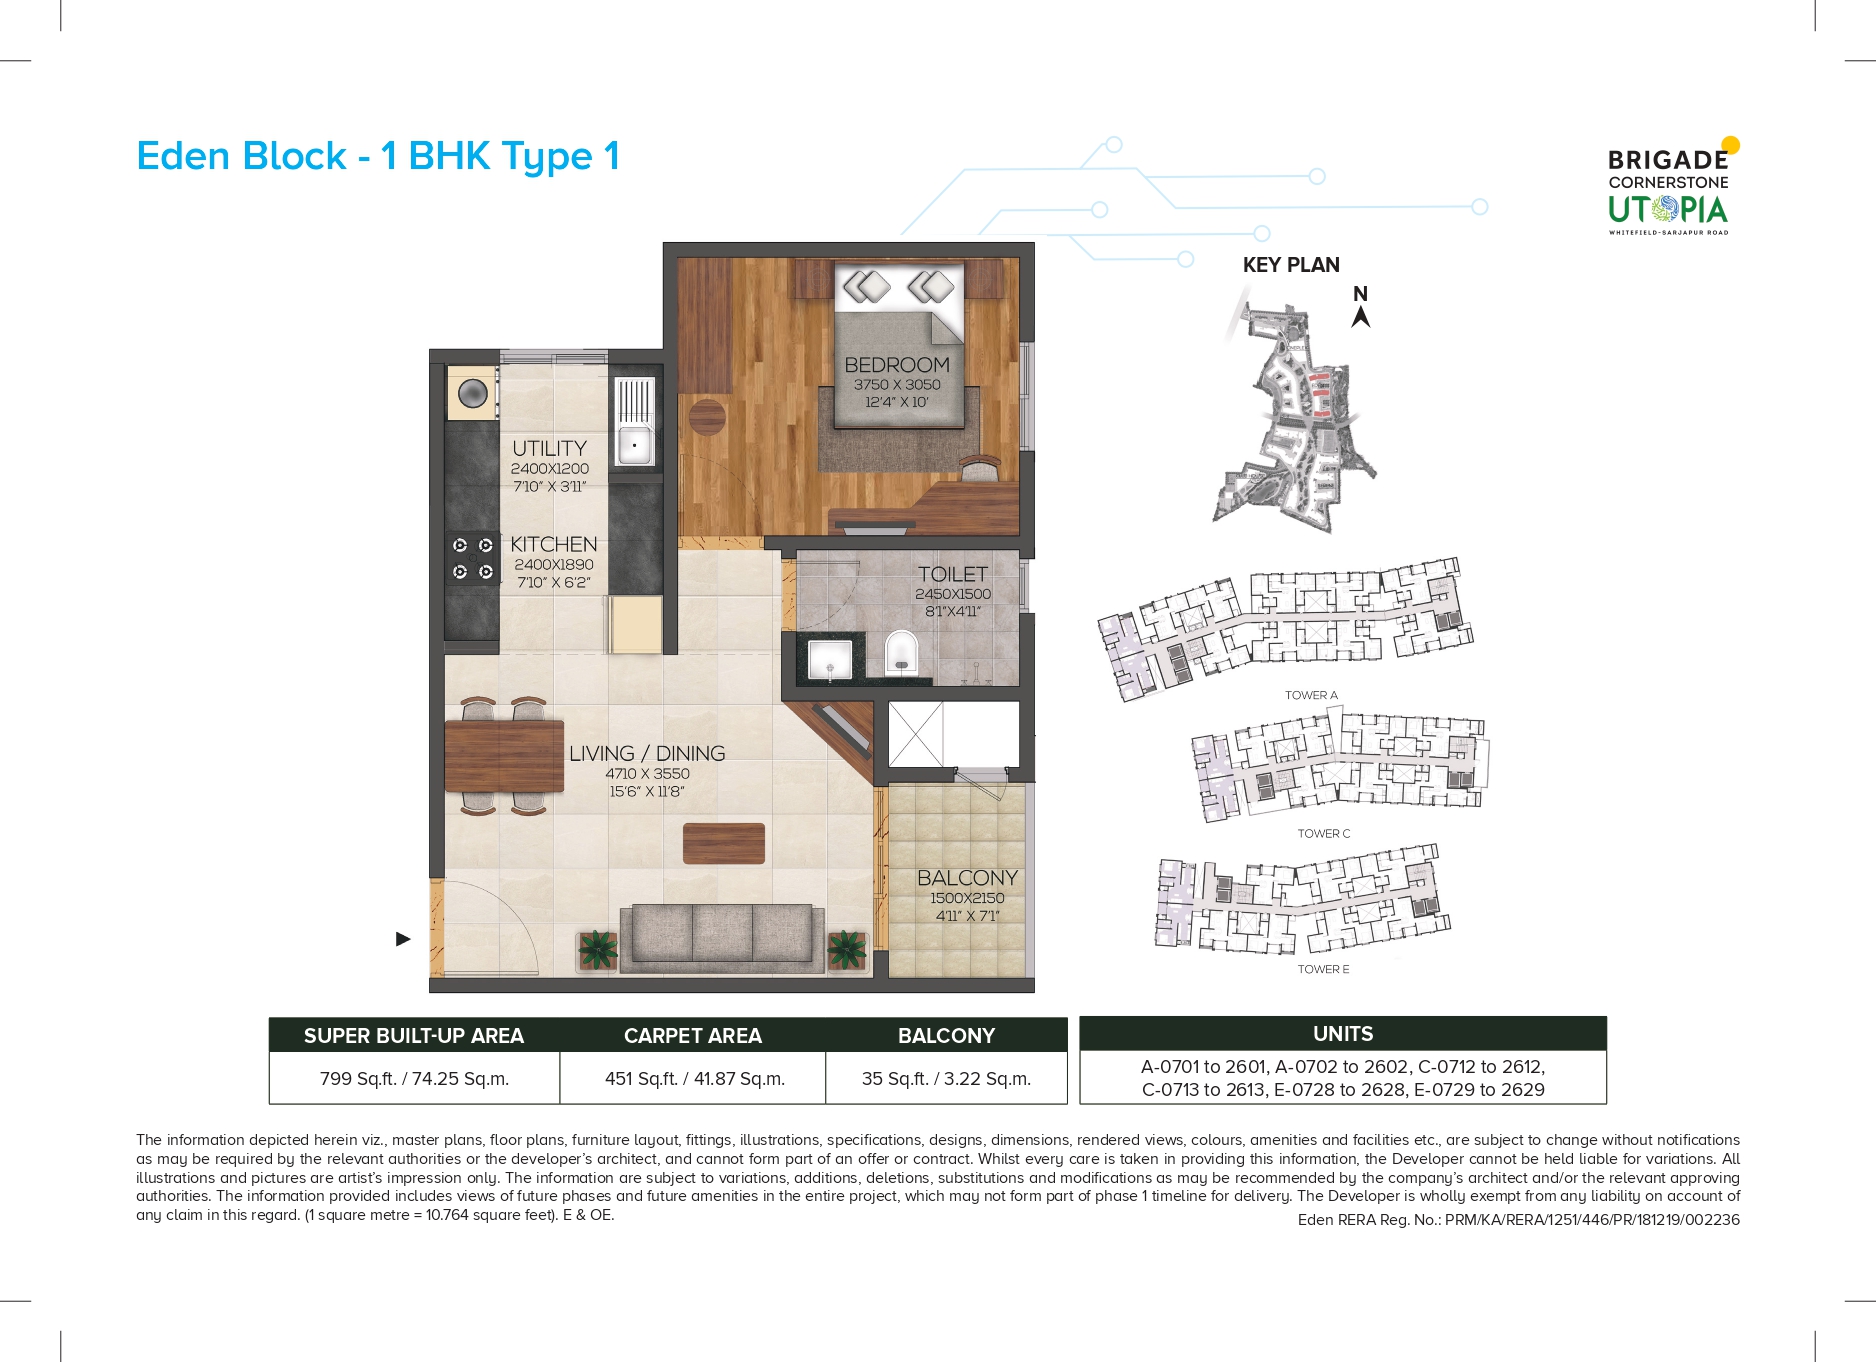 Eden Block - 1 BHK Type 1
BRIGADE
CORNERSTONE
UTOPIA
WHITEFIELD-SARJAPUR ROAD
KEY PLAN
N
BEDROOM
3750 X 3050
12'4" X 10'
UTILITY
2400X1200
7'10" X 3'11"
KITCHEN
2400X1890
7'10" X 6'2"
TOILET
2450X1500
8'1"X4'11"
LIVING / DINING
4710 X 3550
15'6" X 11'8"
BALCONY
1500X2150
4'11" X 7'1"
TOWER A
TOWER C
TOWER E
SUPER BUILT-UP AREA
CARPET AREA
BALCONY
799 Sq.ft. / 74.25 Sq.m.
451 Sq.ft. / 41.87 Sq.m.
35 Sq.ft. / 3.22 Sq.m.
UNITS
A-0701 to 2601, A-0702 to 2602, C-0712 to 2612,
C-0713 to 2613, E-0728 to 2628, E-0729 to 2629
The information depicted herein viz., master plans, floor plans, furniture layout, fittings, illustrations, specifications, designs, dimensions, rendered views, colours, amenities and facilities etc., are subject to change without notifications
as may be required by the relevant authorities or the developer's architect, and cannot form part of an offer or contract. Whilst every care is taken in providing this information, the Developer cannot be held liable for variations. All
illustrations and pictures are artist's impression only. The information are subject to variations, additions, deletions, substitutions and modifications as may be recommended by the company's architect and/or the relevant approving
authorities. The information provided includes views of future phases and future amenities in the entire project, which may not form part of phase 1 timeline for delivery. The Developer is wholly exempt from any liability on account of
any claim in this regard. (1 square metre = 10.764 square feet). E & OE.
Eden RERA Reg. No.: PRM/KA/RERA/1251/446/PR/181219/002236